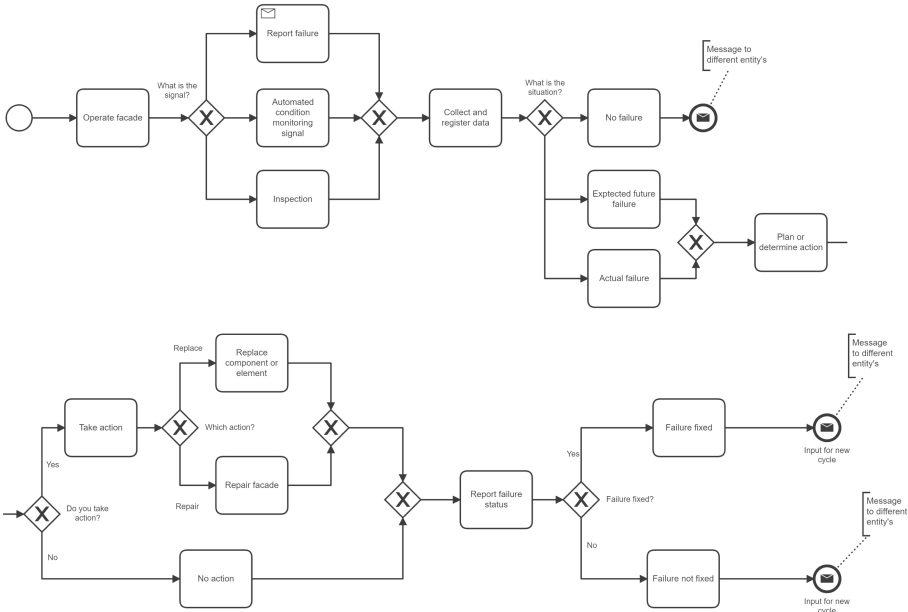 Message to
different entity's
Report failure
What is the
signal?
What is the
situation?
Operate facade
Automated
condition
monitoring
signal
Collect and
register data
No failure
Inspection
Exptected future
failure
Plan or
determine action
Actual failure
Message
to different
entity's
Replace
Replace
component or
element
Take action
Which action?
Failure fixed
Yes
Input for new
cycle
Yes
Repair facade
Repair
Do you take
action?
Report failure
status
Failure fixed?
Message
to different
entity's
No
No
No action
Failure not fixed
Input for new
cycle